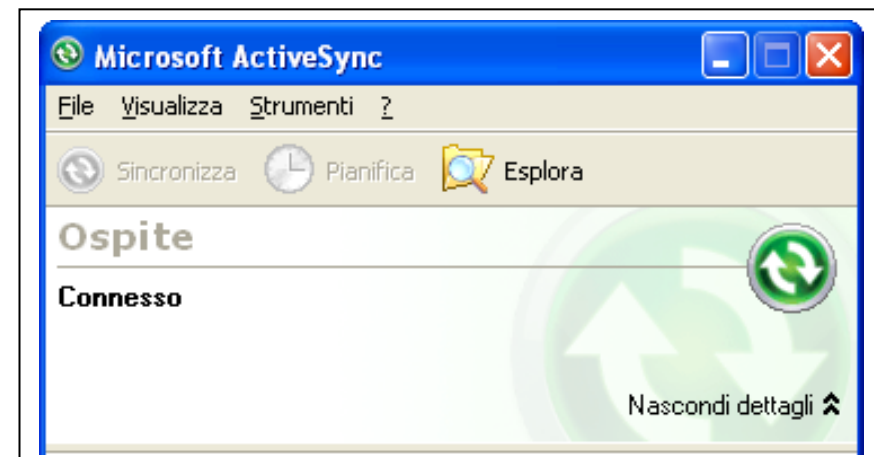 Microsoft ActiveSync
File Visualizza Strumenti ?
Sincronizza Pianifica Esplora
Ospite
Connesso
Nascondi dettagli